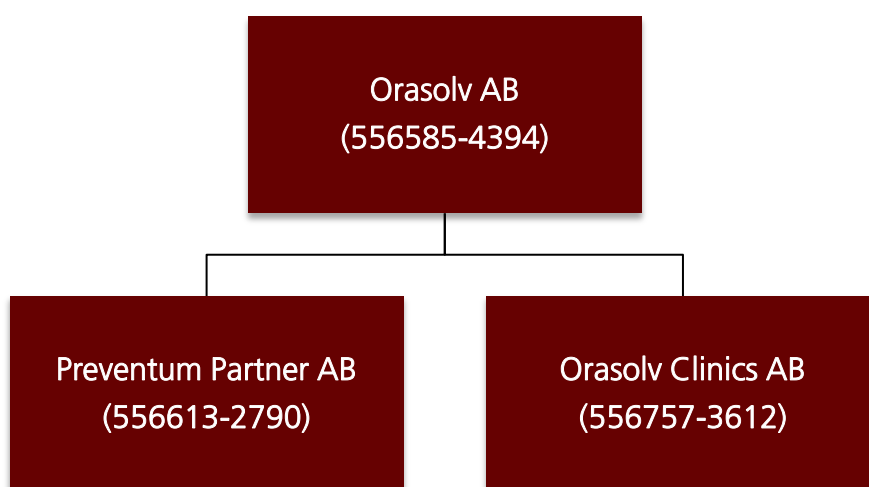 Orasolv AB
(556585-4394)
Preventum Partner AB
(556613-2790)
Orasolv Clinics AB
(556757-3612)